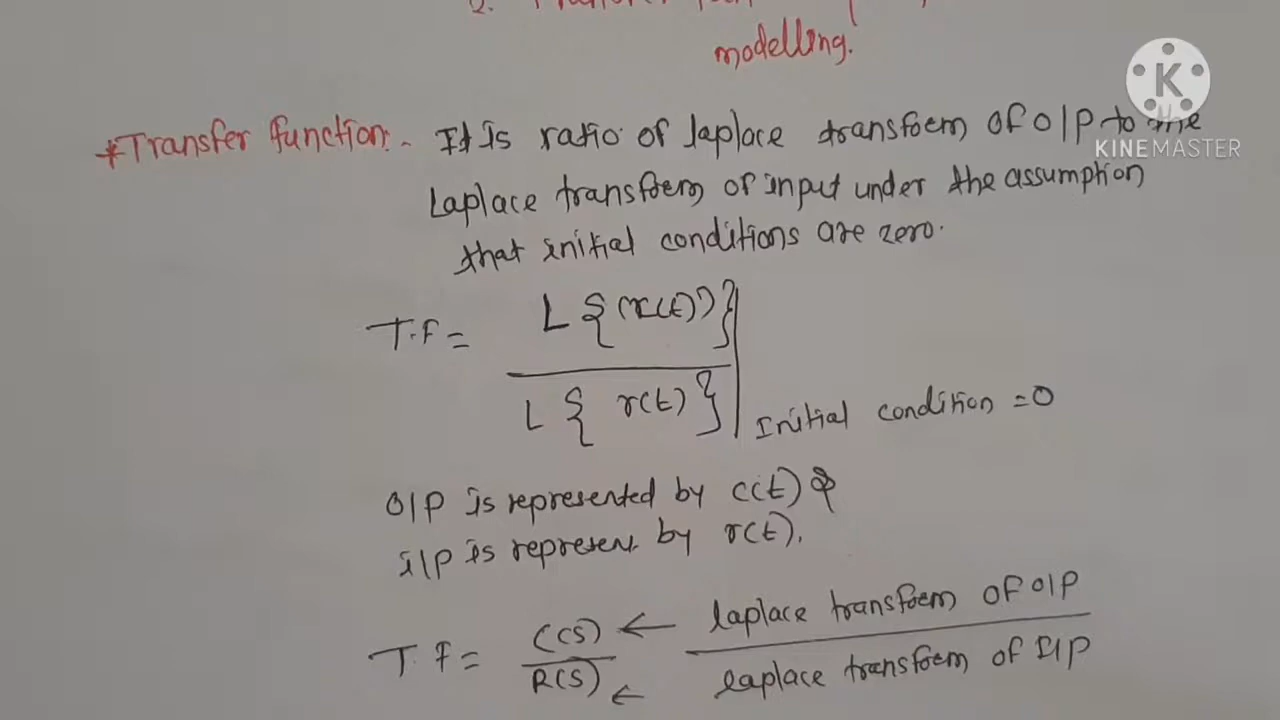 2. Transfer
modelling.
K
KINEMASTER
*Transfer function:- It is ratio of laplace transform of O/P to the
Laplace transform of input under the assumption
that initial conditions are zero.
T.F = L{(x(t))}
L{ r(t) } Initial condition = 0
O/P is represented by c(t) &
i/p is represent by r(t).
T.F = C(S) ← laplace transform of O/P
R(S) ← laplace transform of I/P